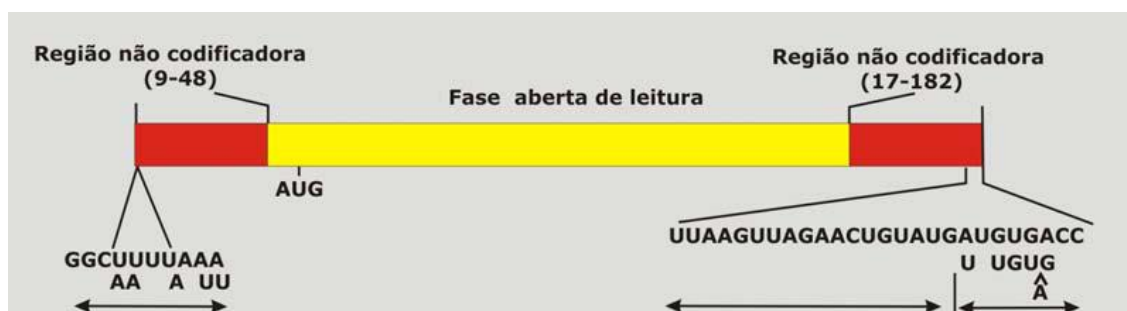 Região não codificadora
(9-48)
Fase aberta de leitura
Região não codificadora
(17-182)
AUG
GGCUUUUAAA
AA A UU
UUAAGUUAGAACUGUAUGAUGUGACC
U UGUG
A